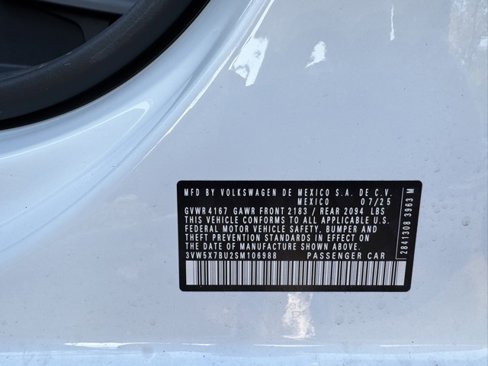 MFD BY VOLKSWAGEN DE MEXICO S.A. DE C.V.
MEXICO 07/25
GVWR 4167 GAWR FRONT 2183 / REAR 2094 LBS
THIS VEHICLE CONFORMS TO ALL APPLICABLE U.S.
FEDERAL MOTOR VEHICLE SAFETY, BUMPER AND
THEFT PREVENTION STANDARDS IN EFFECT ON
THE DATE OF MANUFACTURE SHOWN ABOVE.
3VW5X7BU2SM106988 PASSENGER CAR
2841308 3963 M